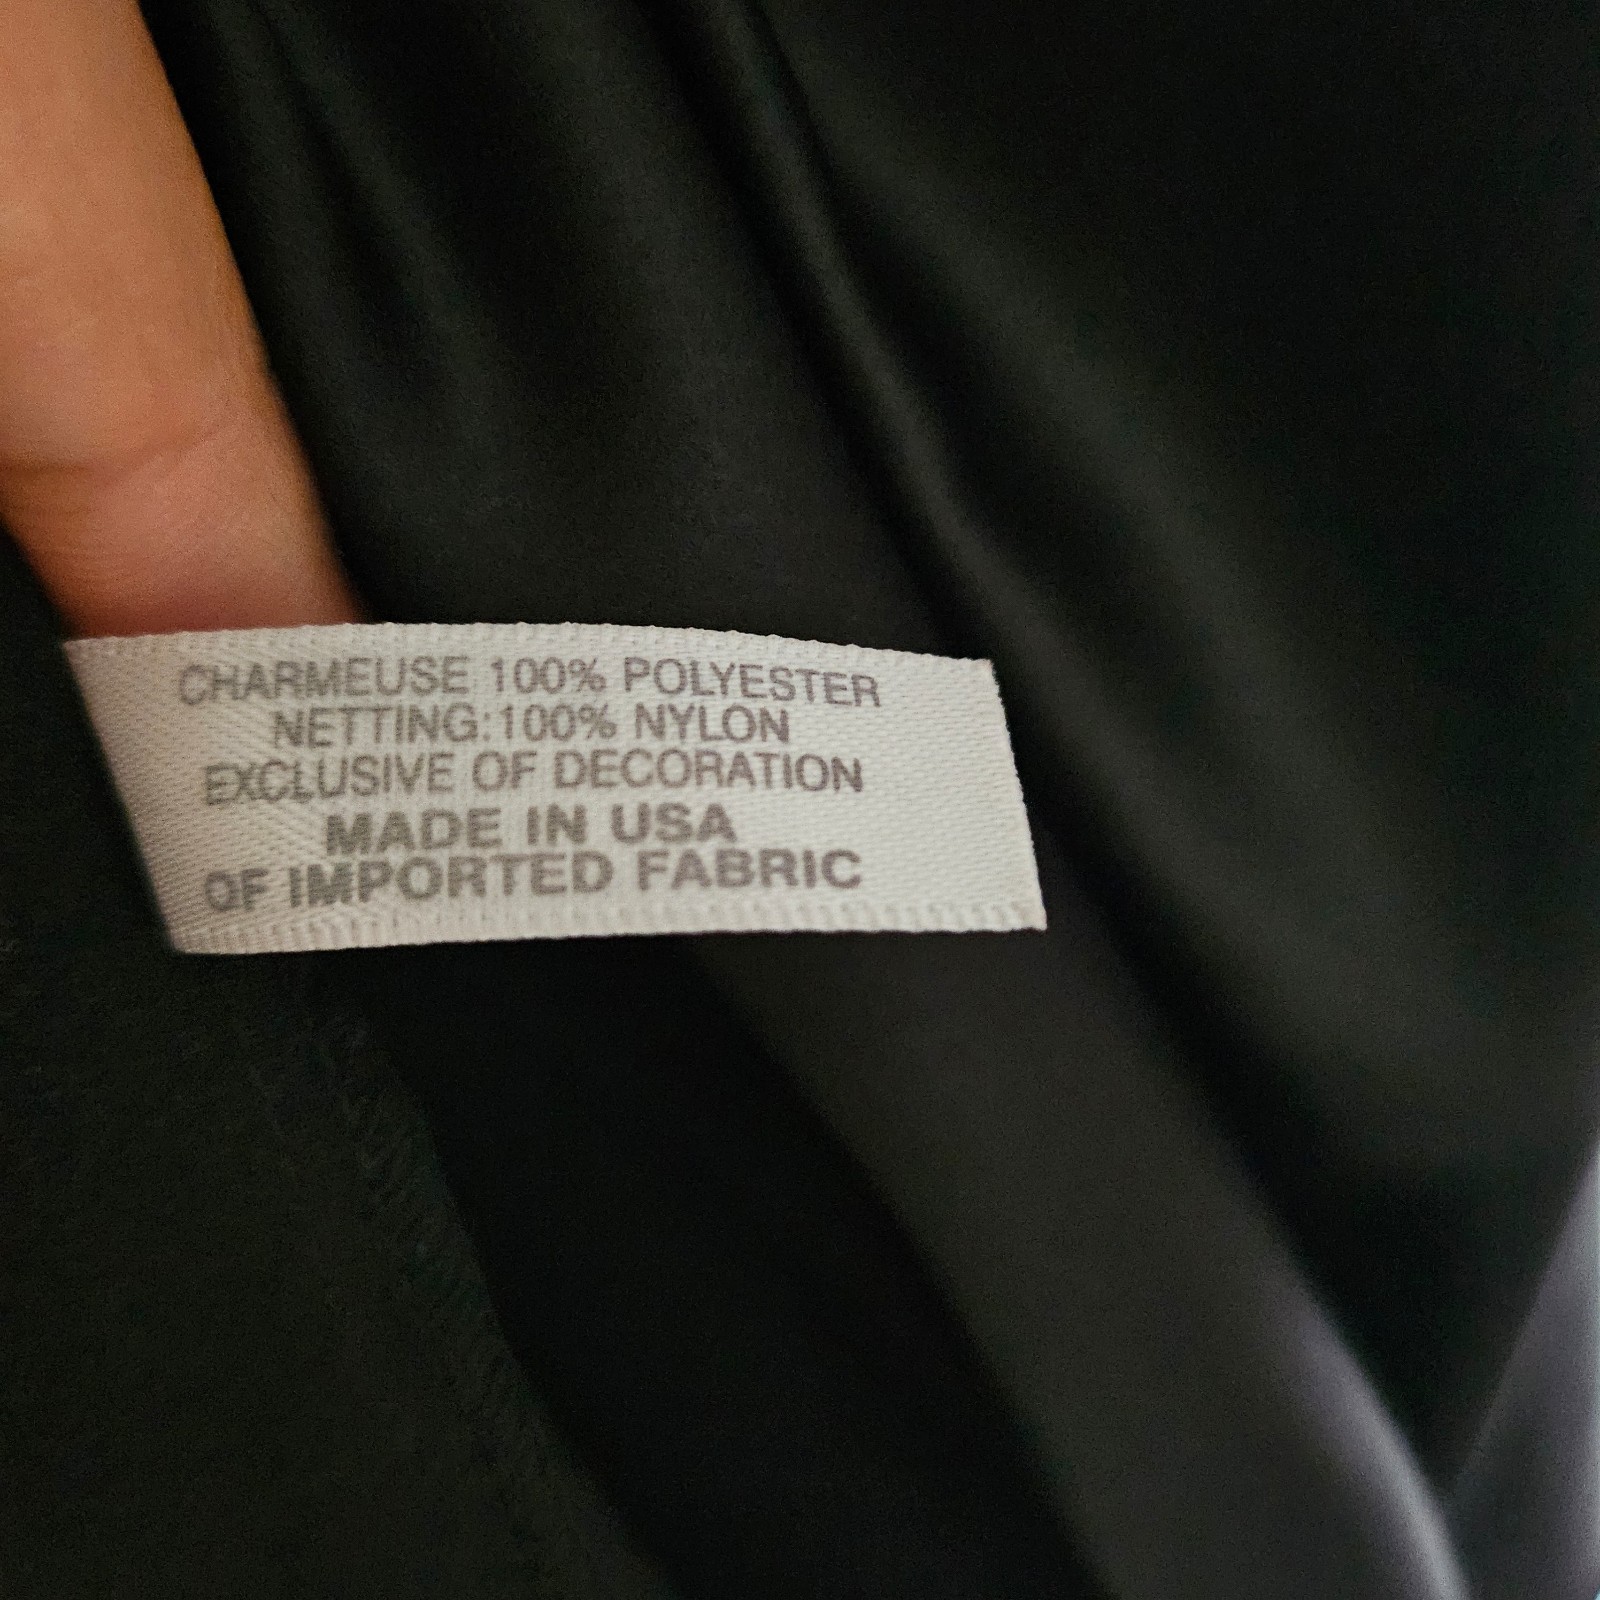 CHARMEUSE 100% POLYESTER
NETTING:100% NYLON
EXCLUSIVE OF DECORATION
MADE IN USA
OF IMPORTED FABRIC